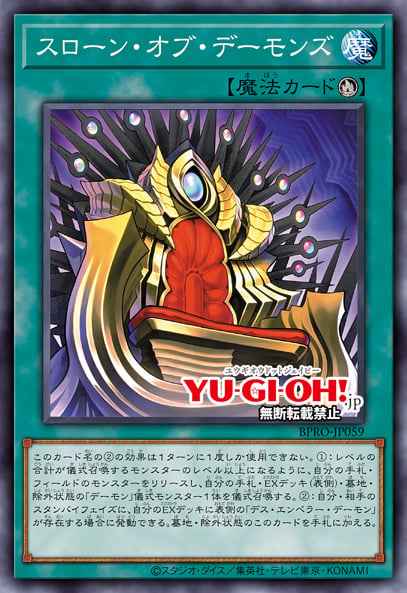 スローン・オブ・デーモンズ 魔
【魔法カード】
ユウギオウドットジェイピー
YU-GI-OH!.jp
無断転載禁止
BPRO-JP059
このカード名の②の効果は1ターンに1度しか使用できない。①:レベルの
合計が儀式召喚するモンスターのレベル以上になるように、自分の手札・
フィールドのモンスターをリリースし、自分の手札・EXデッキ(表側)・墓地・
除外状態の「デーモン」儀式モンスター1体を儀式召喚する。②:自分・相手の
スタンバイフェイズに、自分のEXデッキに表側の「デス・エンペラー・デーモン」
が存在する場合に発動できる。墓地・除外状態のこのカードを手札に加える。
©スタジオ・ダイス/集英社・テレビ東京・KONAMI